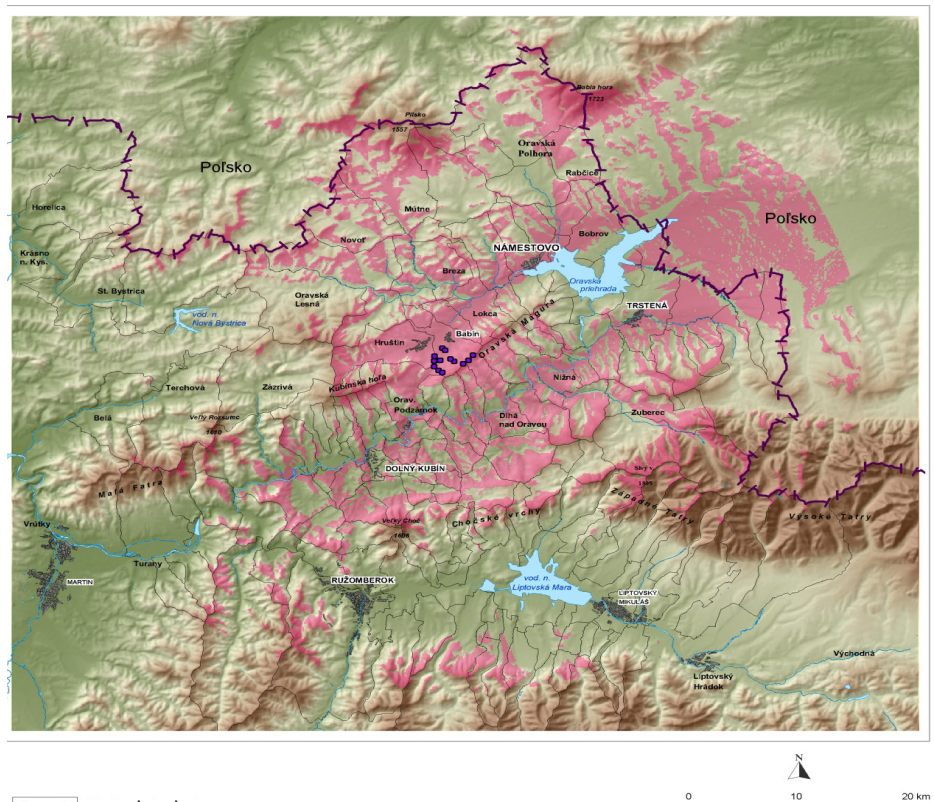 Babia hora
1723
Pilsko
1557
Oravská
Polhora
Poľsko
Rabčice
Horelica
Mútne
Poľsko
Novoť
Bobrov
Krásno
n. Kys.
NÁMESTOVO
Breza
St. Bystrica
Oravská
priehrada
Oravská
Lesná
TRSTENÁ
vod. n.
Nová Bystrica
Lokca
Oravská Magura
Babín
Hruštín
Nižná
Kubínska hora
Terchová
Zázrivá
Orav.
Podzámok
Zuberec
Belá
Veľký Rozsutec
Dlhá
nad Oravou
DOLNÝ KUBÍN
Malá Fatra
Západné Tatry
Vysoké Tatry
Veľký Choč
Chočské vrchy
Vrútky
Turany
MARTIN
RUŽOMBEROK
vod. n.
Liptovská Mara
LIPTOVSKÝ
MIKULÁŠ
Východná
Liptovský
Hrádok
N
0 10 20 km